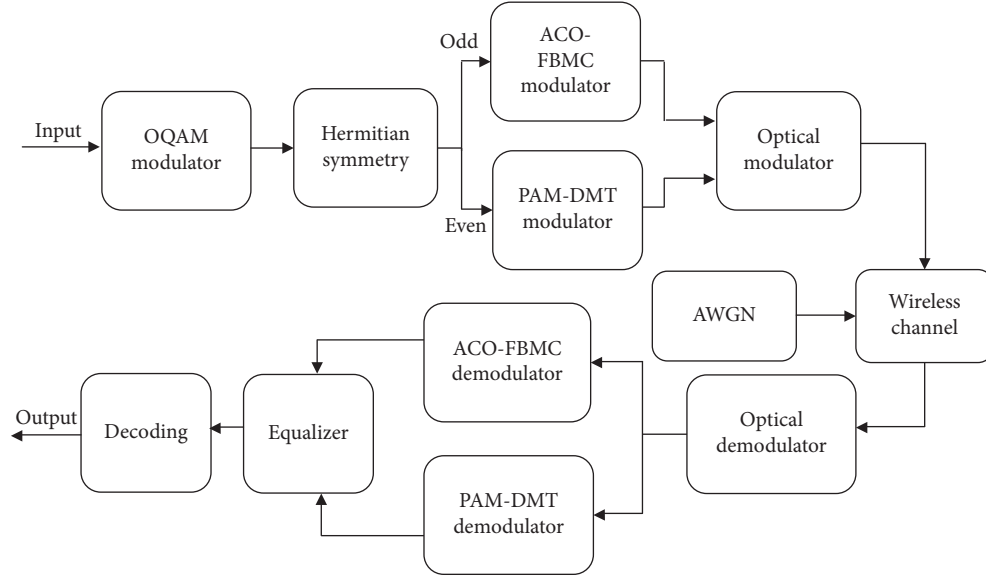 Input
OQAM
modulator
Hermitian
symmetry
Odd
Even
ACO-
FBMC
modulator
PAM-DMT
modulator
Optical
modulator
AWGN
Wireless
channel
Optical
demodulator
ACO-FBMC
demodulator
PAM-DMT
demodulator
Equalizer
Decoding
Output